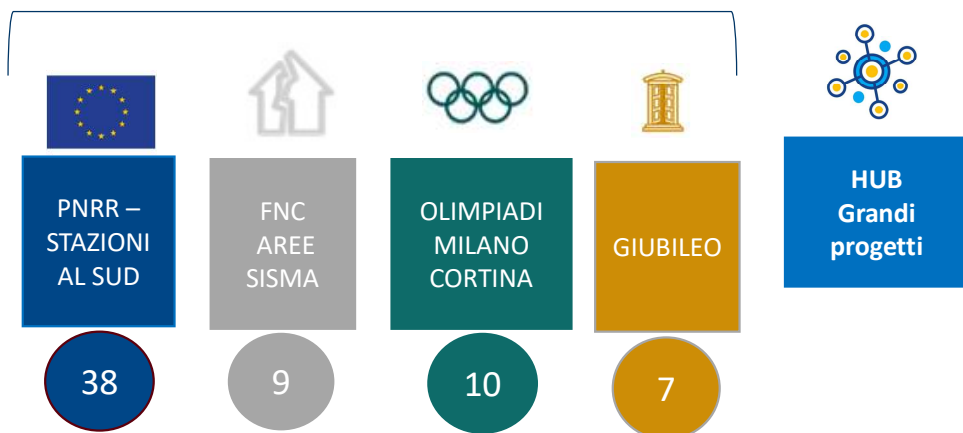 PNRR –
STAZIONI
AL SUD
FNC
AREE
SISMA
OLIMPIADI
MILANO
CORTINA
GIUBILEO
HUB
Grandi
progetti
38
9
10
7